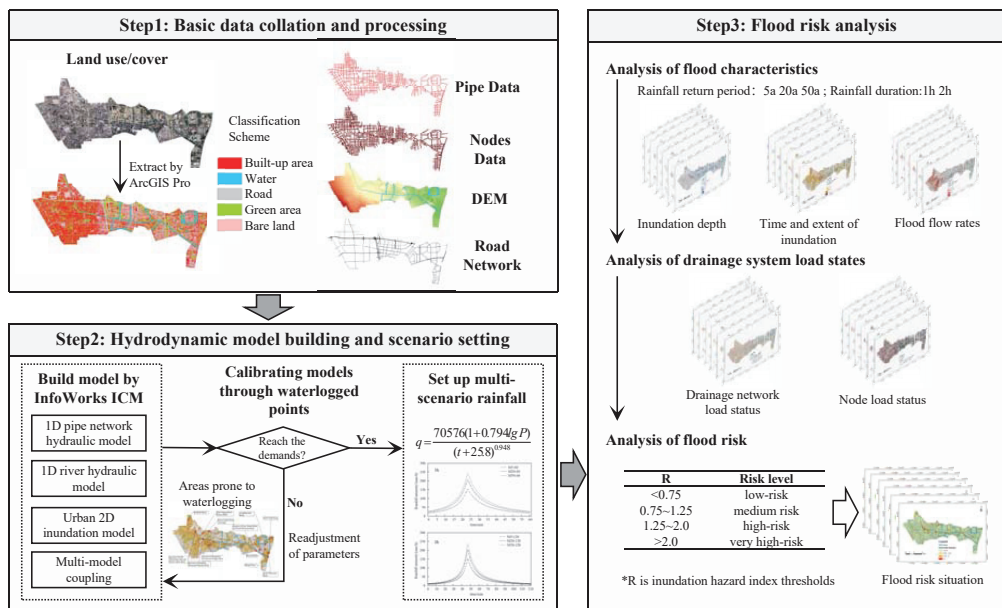 Step1: Basic data collation and processing
Land use/cover
Extract by
ArcGIS Pro
Classification
Scheme
Built-up area
Water
Road
Green area
Bare land
Pipe Data
Nodes
Data
DEM
Road
Network
Step2: Hydrodynamic model building and scenario setting
Build model by
InfoWorks ICM
1D pipe network
hydraulic model
1D river hydraulic
model
Urban 2D
inundation model
Multi-model
coupling
Calibrating models
through waterlogged
points
Reach the
demands?
Yes
No
Areas prone to
waterlogging
Readjustment
of parameters
Set up multi-
scenario rainfall
q = 70576(1+0.794lgP) / (t+258)^0.948
Step3: Flood risk analysis
Analysis of flood characteristics
Rainfall return period: 5a 20a 50a ; Rainfall duration:1h 2h
Inundation depth
Time and extent of
inundation
Flood flow rates
Analysis of drainage system load states
Drainage network
load status
Node load status
Analysis of flood risk
R Risk level
<0.75 low-risk
0.75~1.25 medium risk
1.25~2.0 high-risk
>2.0 very high-risk
*R is inundation hazard index thresholds
Flood risk situation